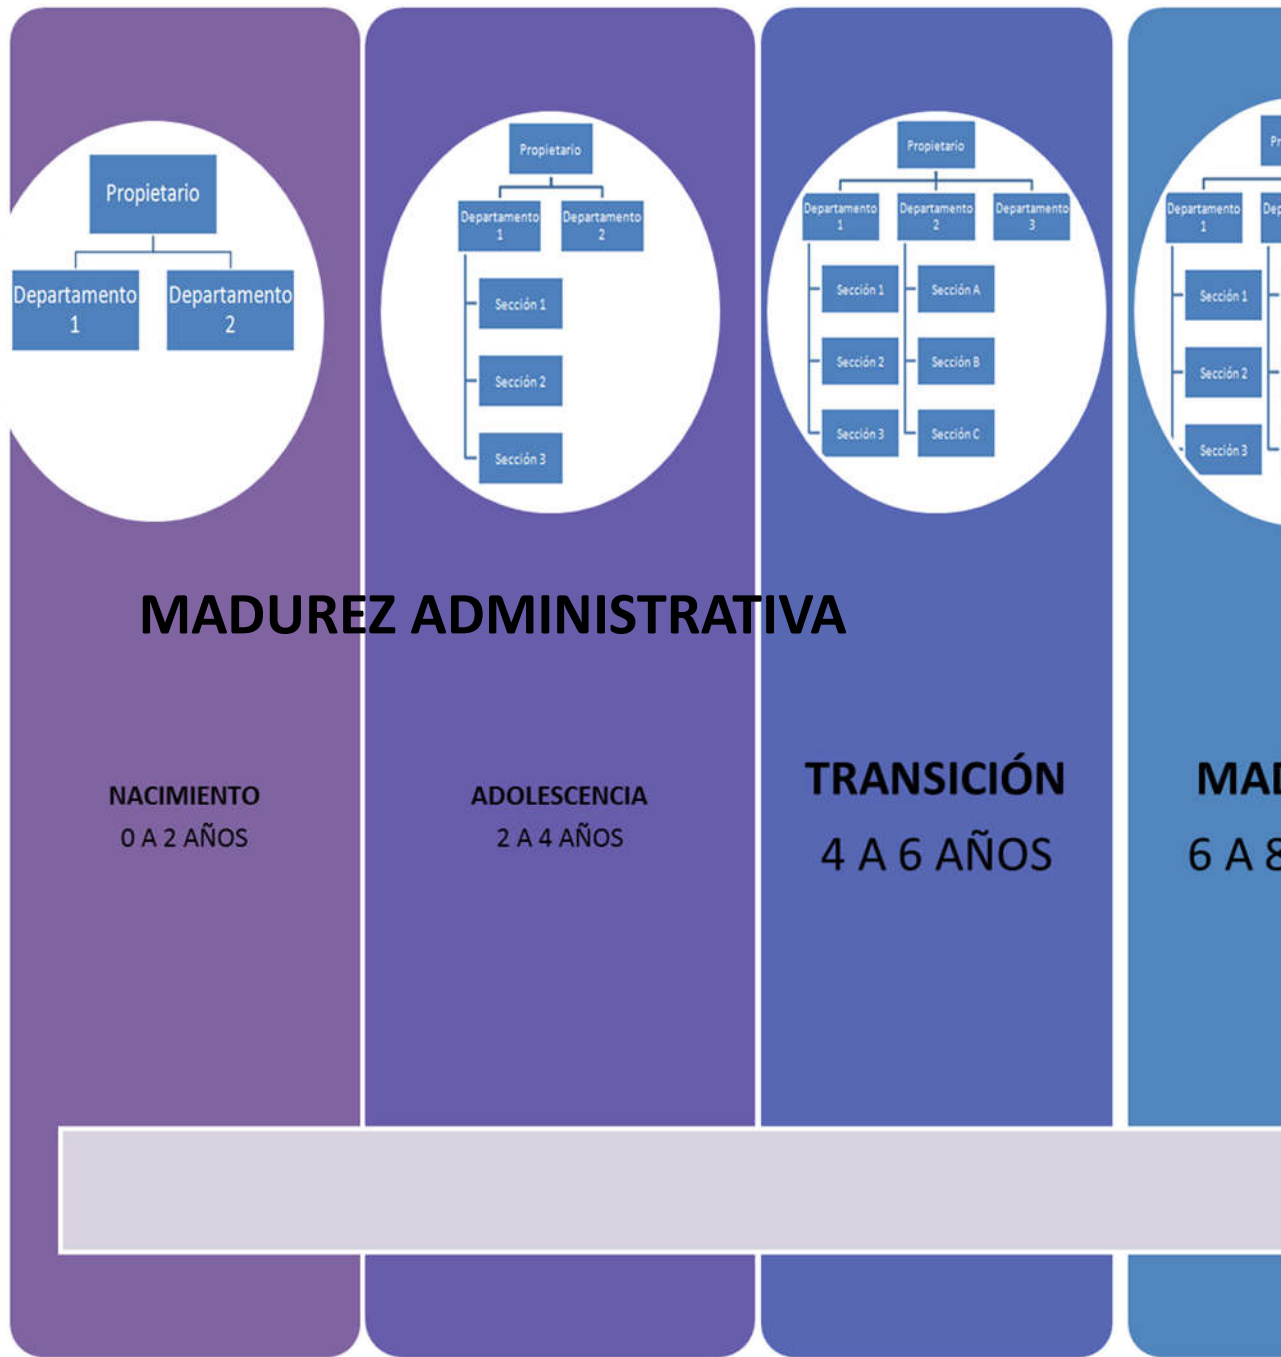 Propietario
Departamento
1
Departamento
2
Propietario
Departamento
1
Departamento
2
Sección 1
Sección 2
Sección 3
Propietario
Departamento
1
Departamento
2
Departamento
3
Sección 1
Sección A
Sección 2
Sección B
Sección 3
Sección C
Departamento
1
Sección 1
Sección 2
Sección 3
MADUREZ ADMINISTRATIVA
NACIMIENTO
0 A 2 AÑOS
ADOLESCENCIA
2 A 4 AÑOS
TRANSICIÓN
4 A 6 AÑOS
6 A 8